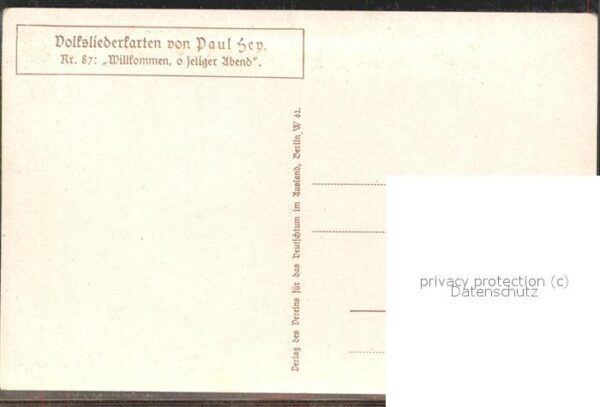 Volksliederkarten von Paul Hey.
Nr. 87: „Willkommen, o seliger Abend".
Verlag des Vereins für das Deutschtum im Ausland, Berlin W 62.
privacy protection (c)
Datenschutz